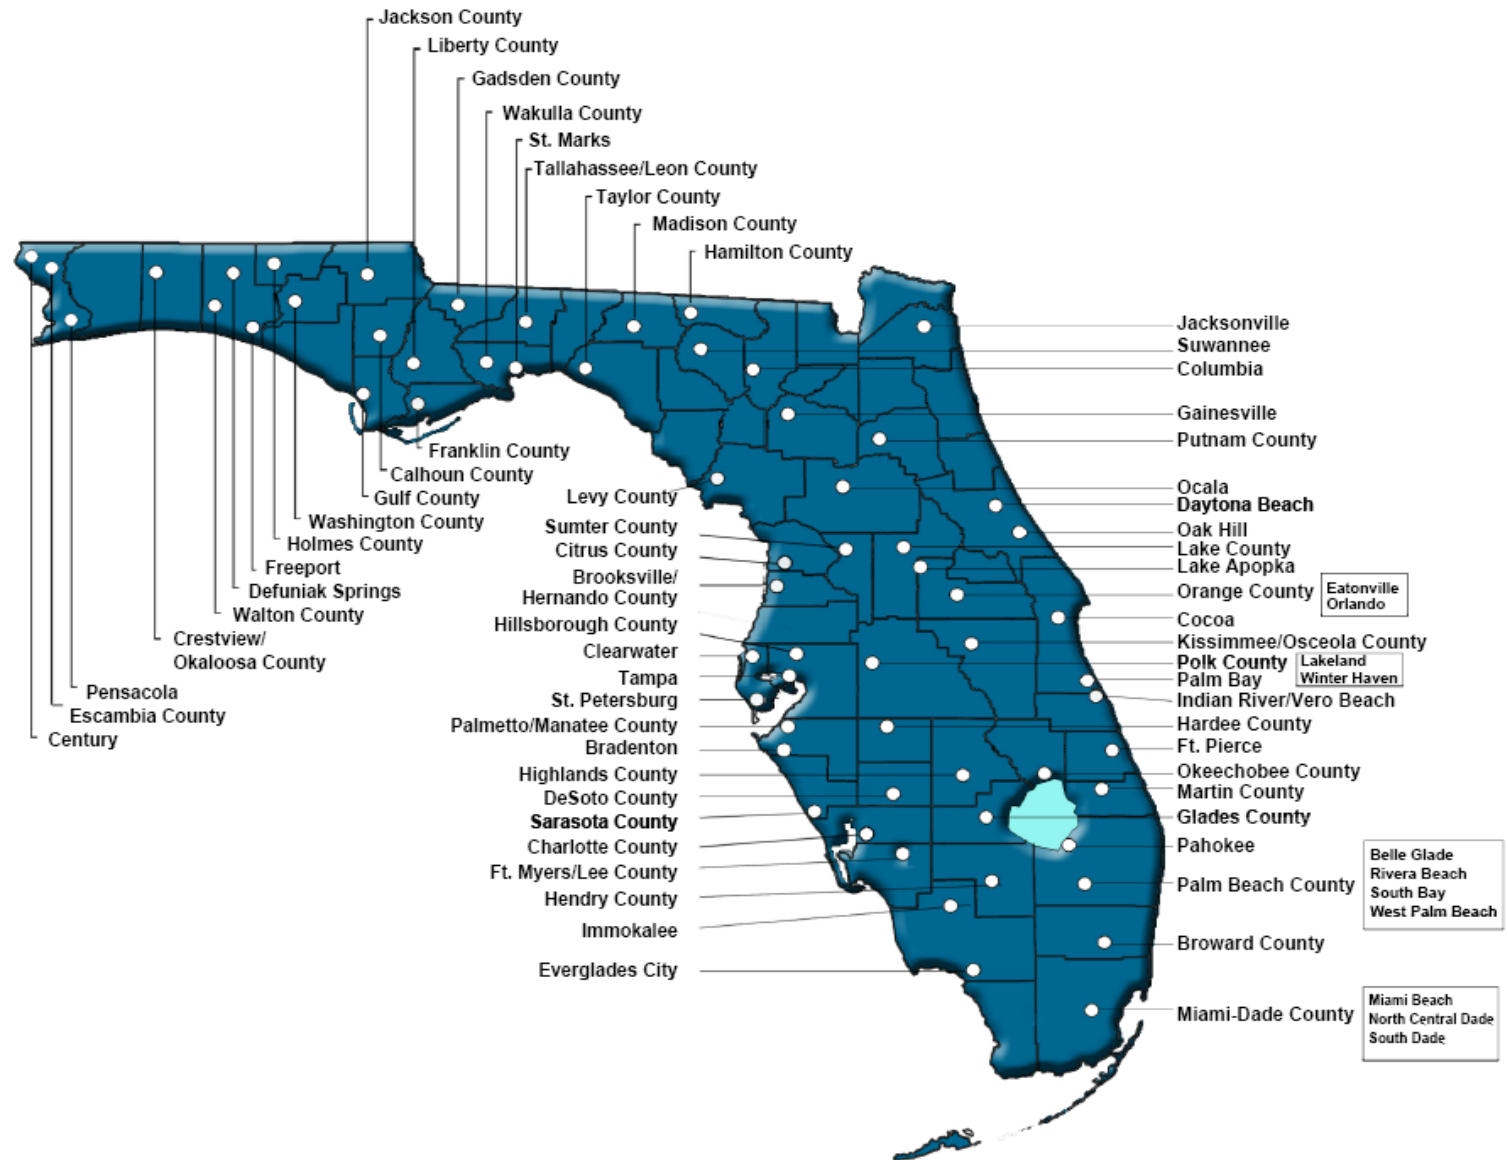 Jackson County
Liberty County
Gadsden County
Wakulla County
St. Marks
Tallahassee/Leon County
Taylor County
Madison County
Hamilton County
Franklin County
Calhoun County
Gulf County
Washington County
Holmes County
Freeport
Defuniak Springs
Walton County
Crestview/
Okaloosa County
Pensacola
Escambia County
Century
Levy County
Sumter County
Citrus County
Brooksville/
Hernando County
Hillsborough County
Clearwater
Tampa
St. Petersburg
Palmetto/Manatee County
Bradenton
Highlands County
DeSoto County
Sarasota County
Charlotte County
Ft. Myers/Lee County
Hendry County
Immokalee
Everglades City
Jacksonville
Suwannee
Columbia
Gainesville
Putnam County
Ocala
Daytona Beach
Oak Hill
Lake County
Lake Apopka
Orange County
Eatonville
Orlando
Cocoa
Kissimmee/Osceola County
Polk County
Lakeland
Winter Haven
Palm Bay
Indian River/Vero Beach
Hardee County
Ft. Pierce
Okeechobee County
Martin County
Glades County
Pahokee
Palm Beach County
Belle Glade
Rivera Beach
South Bay
West Palm Beach
Broward County
Miami-Dade County
Miami Beach
North Central Dade
South Dade